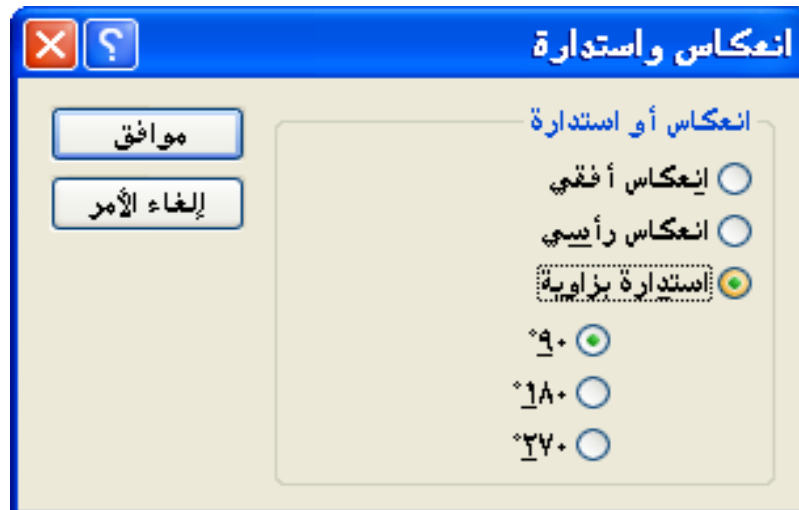 انعكاس واستدارة
انعكاس أو استدارة
انعكاس أفقي
انعكاس رأسي
استدارة بزاوية
٩٠°
١٨٠°
٢٧٠°
موافق
إلغاء الأمر